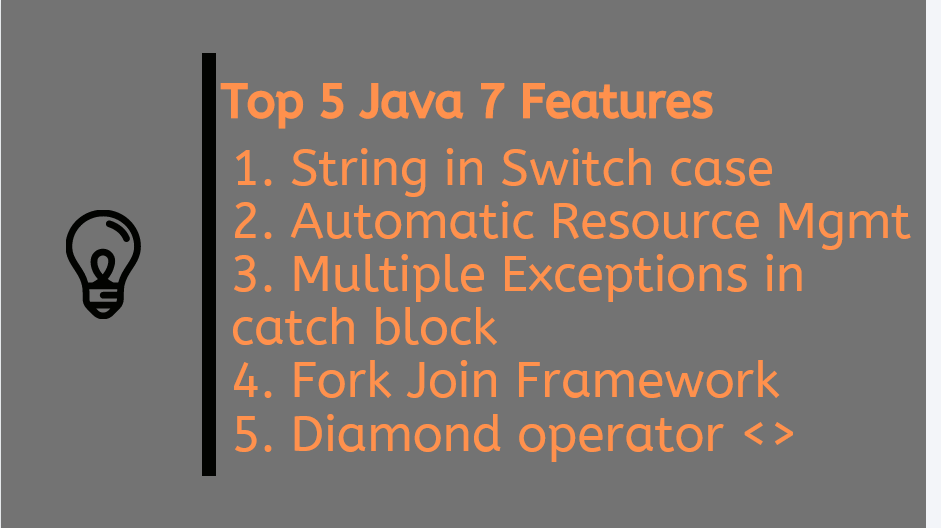 Top 5 Java 7 Features
1. String in Switch case
2. Automatic Resource Mgmt
3. Multiple Exceptions in
catch block
4. Fork Join Framework
5. Diamond operator <>